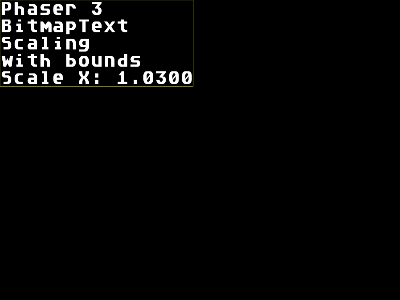 Phaser 3
BitmapText
Scaling
with bounds
Scale X: 1.0300